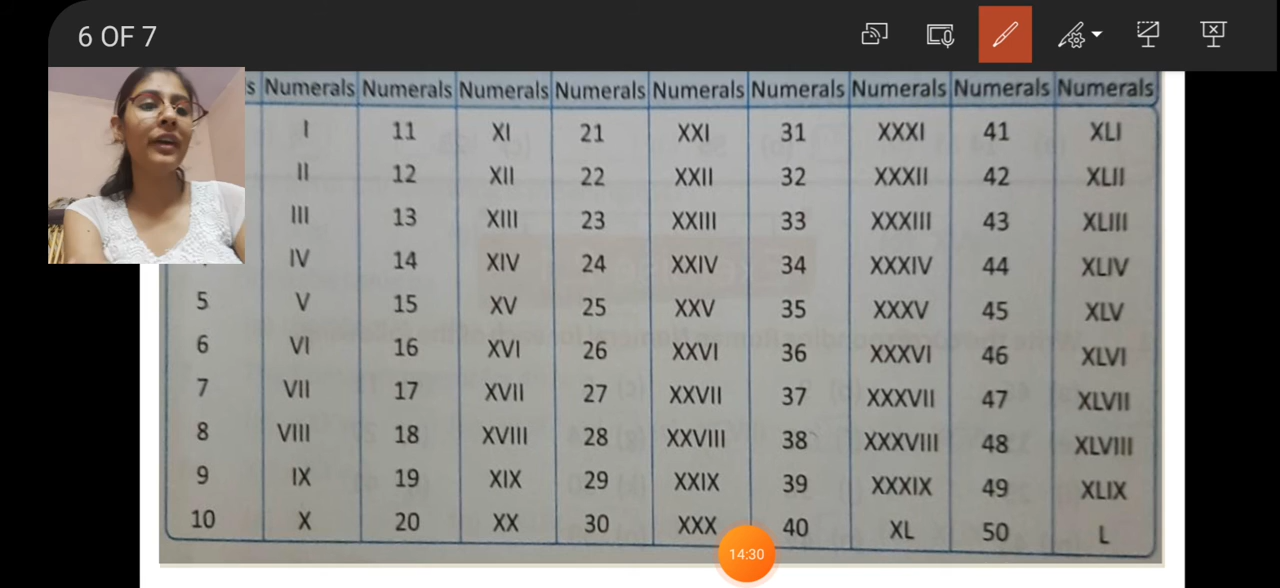 6 OF 7
s Numerals Numerals Numerals Numerals Numerals Numerals Numerals Numerals Numerals
I 11 XI 21 XXI 31 XXXI 41 XLI
II 12 XII 22 XXII 32 XXXII 42 XLII
III 13 XIII 23 XXIII 33 XXXIII 43 XLIII
IV 14 XIV 24 XXIV 34 XXXIV 44 XLIV
5 V 15 XV 25 XXV 35 XXXV 45 XLV
6 VI 16 XVI 26 XXVI 36 XXXVI 46 XLVI
7 VII 17 XVII 27 XXVII 37 XXXVII 47 XLVII
8 VIII 18 XVIII 28 XXVIII 38 XXXVIII 48 XLVIII
9 IX 19 XIX 29 XXIX 39 XXXIX 49 XLIX
10 X 20 XX 30 XXX 40 XL 50 L
14:30